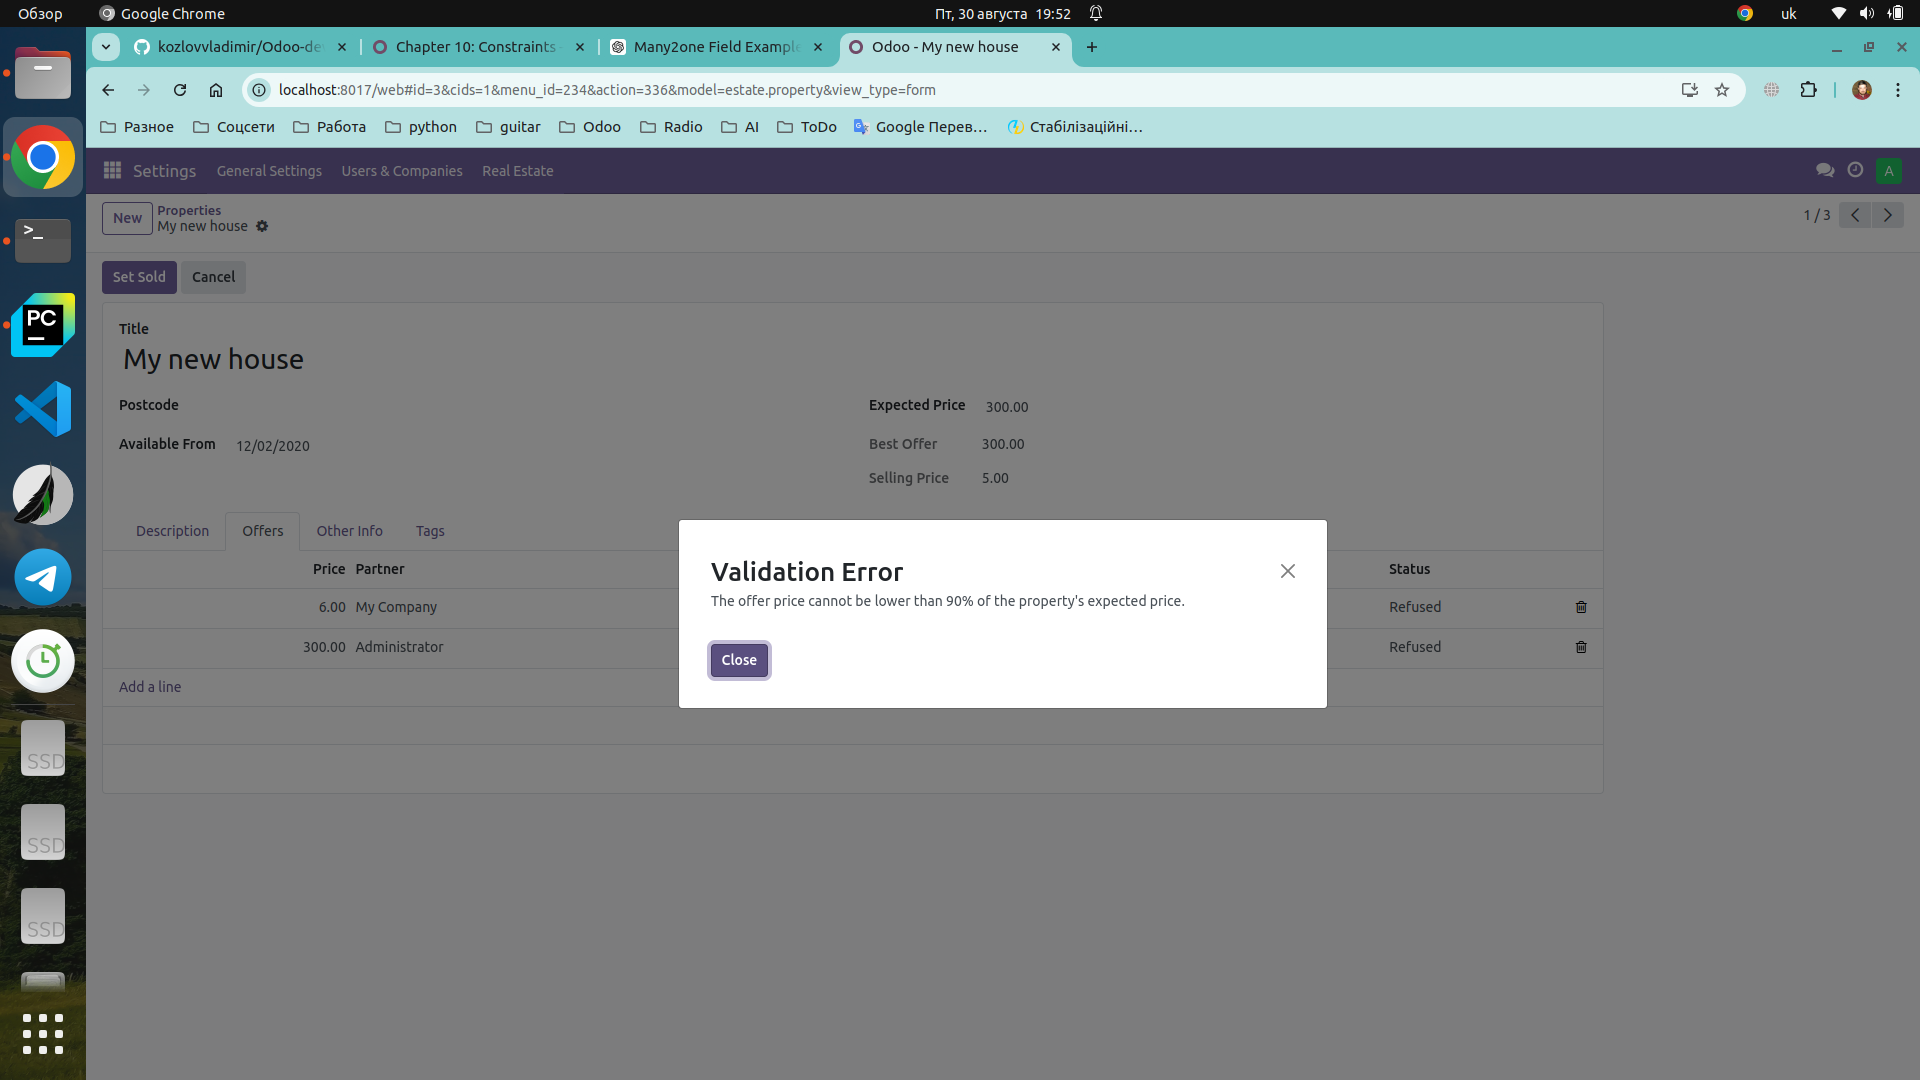 Обзор
Google Chrome
Пт, 30 августа 19:52
uk
kozlovvladimir/Odoo-de
Chapter 10: Constraints
Many2one Field Example
Odoo - My new house
localhost:8017/web#id=3&cids=1&menu_id=234&action=336&model=estate.property&view_type=form
Разное
Соцсети
Работа
python
guitar
Odoo
Radio
AI
ToDo
Google Перев…
Стабілізаційні…
Settings
General Settings
Users & Companies
Real Estate
A
New
Properties
My new house
1 / 3
Set Sold
Cancel
Title
My new house
Postcode
Expected Price
300.00
Available From
12/02/2020
Best Offer
300.00
Selling Price
5.00
Description
Offers
Other Info
Tags
Price
Partner
Status
6.00
My Company
Refused
300.00
Administrator
Refused
Add a line
Validation Error
The offer price cannot be lower than 90% of the property's expected price.
Close
>_
PC
SSD
SSD
SSD